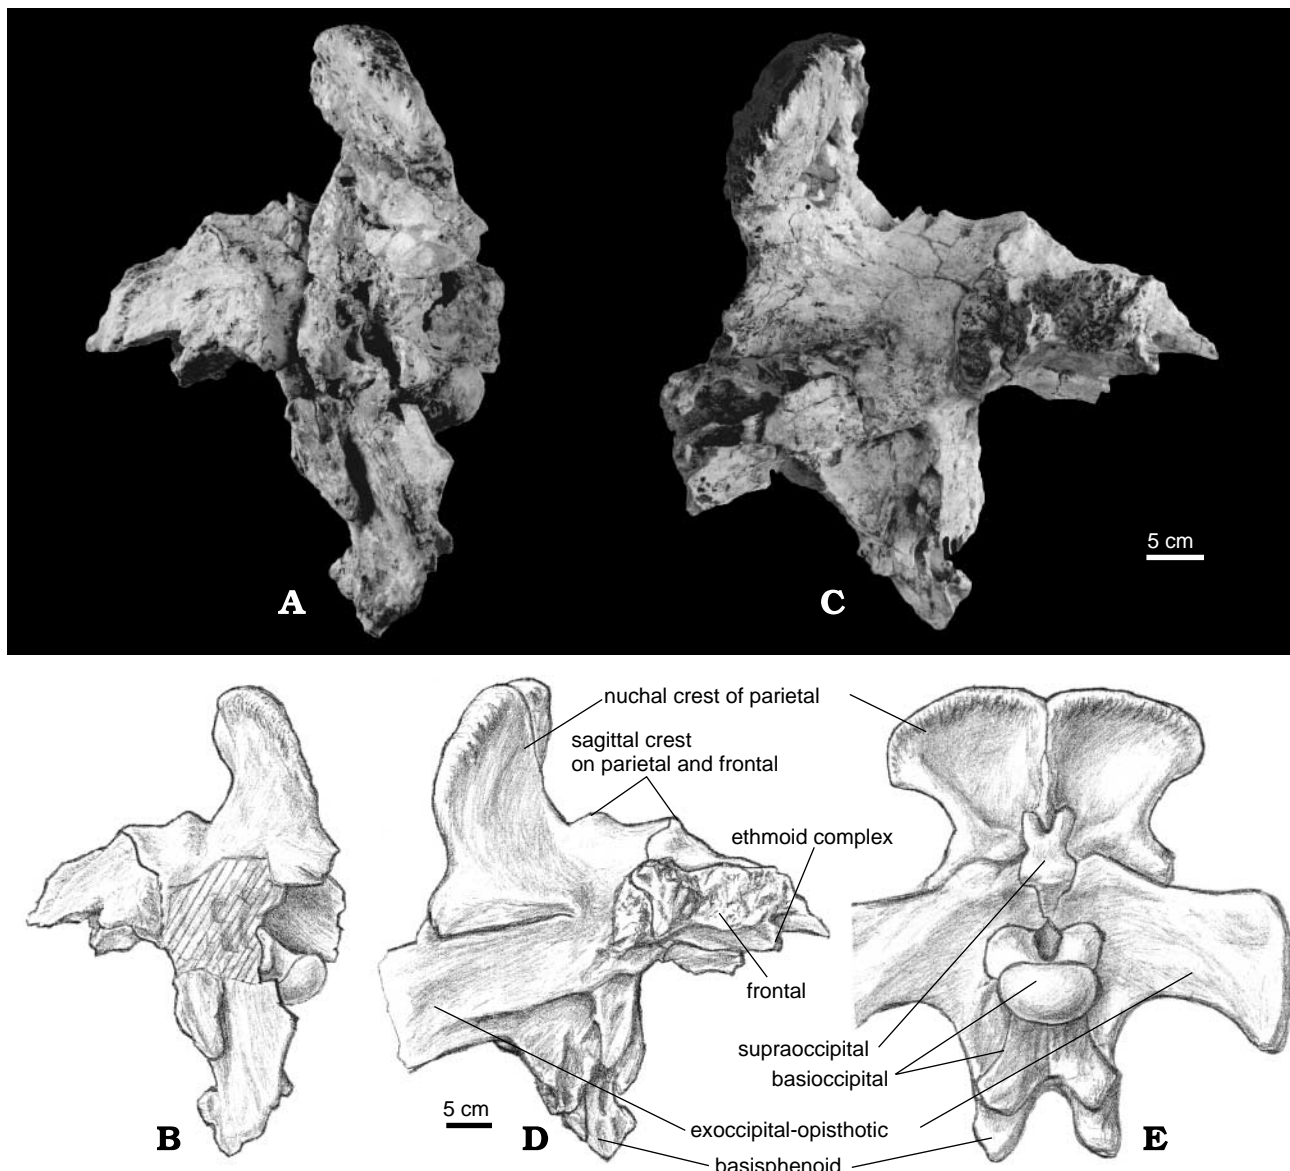 A
C
5 cm
nuchal crest of parietal
sagittal crest
on parietal and frontal
ethmoid complex
frontal
supraoccipital
basioccipital
5 cm
exoccipital-opisthotic
basisphenoid
B
D
E